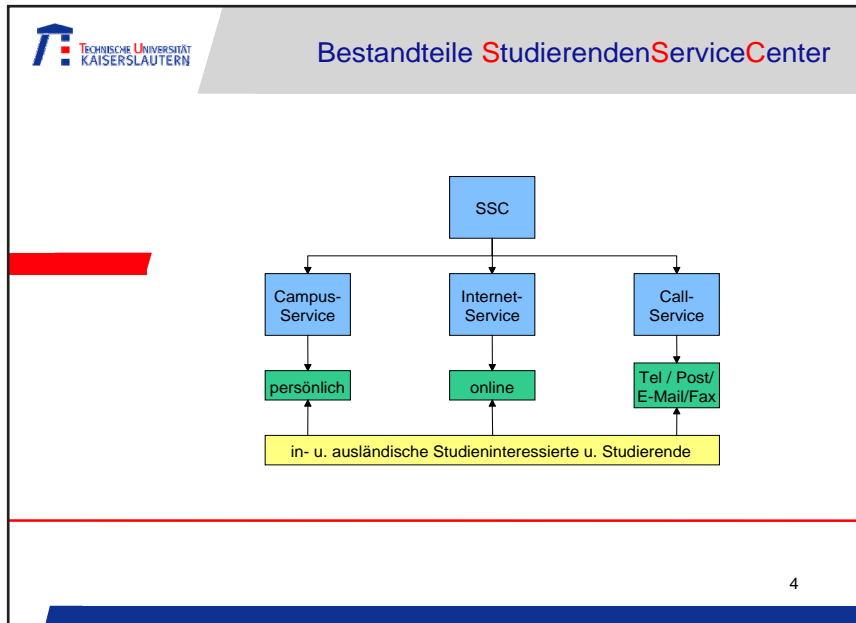 TECHNISCHE UNIVERSITÄT
KAISERSLAUTERN
Bestandteile StudierendenServiceCenter
SSC
Campus-
Service
Internet-
Service
Call-
Service
persönlich
online
Tel / Post/
E-Mail/Fax
in- u. ausländische Studieninteressierte u. Studierende
4